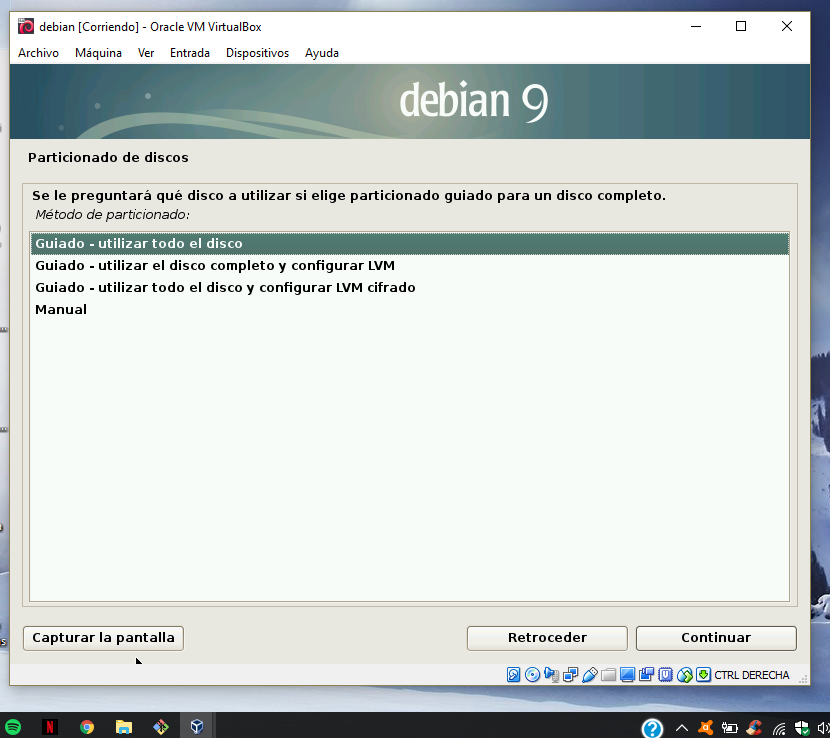 debian [Corriendo] - Oracle VM VirtualBox
Archivo Máquina Ver Entrada Dispositivos Ayuda
debian 9
Particionado de discos
Se le preguntará qué disco a utilizar si elige particionado guiado para un disco completo.
Método de particionado:
Guiado - utilizar todo el disco
Guiado - utilizar el disco completo y configurar LVM
Guiado - utilizar todo el disco y configurar LVM cifrado
Manual
Capturar la pantalla Retroceder Continuar
CTRL DERECHA